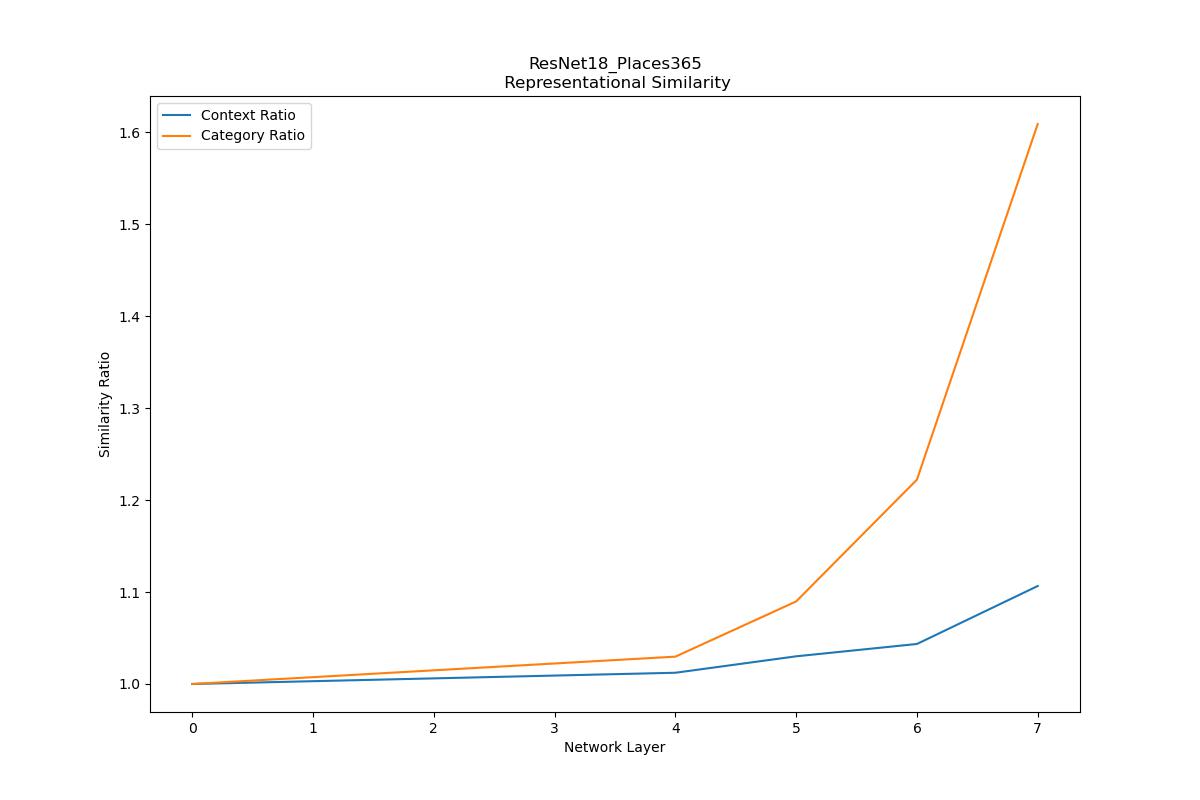 ResNet18_Places365
Representational Similarity
Context Ratio
Category Ratio
1.6
1.5
1.4
1.3
1.2
1.1
1.0
Similarity Ratio
0 1 2 3 4 5 6 7
Network Layer